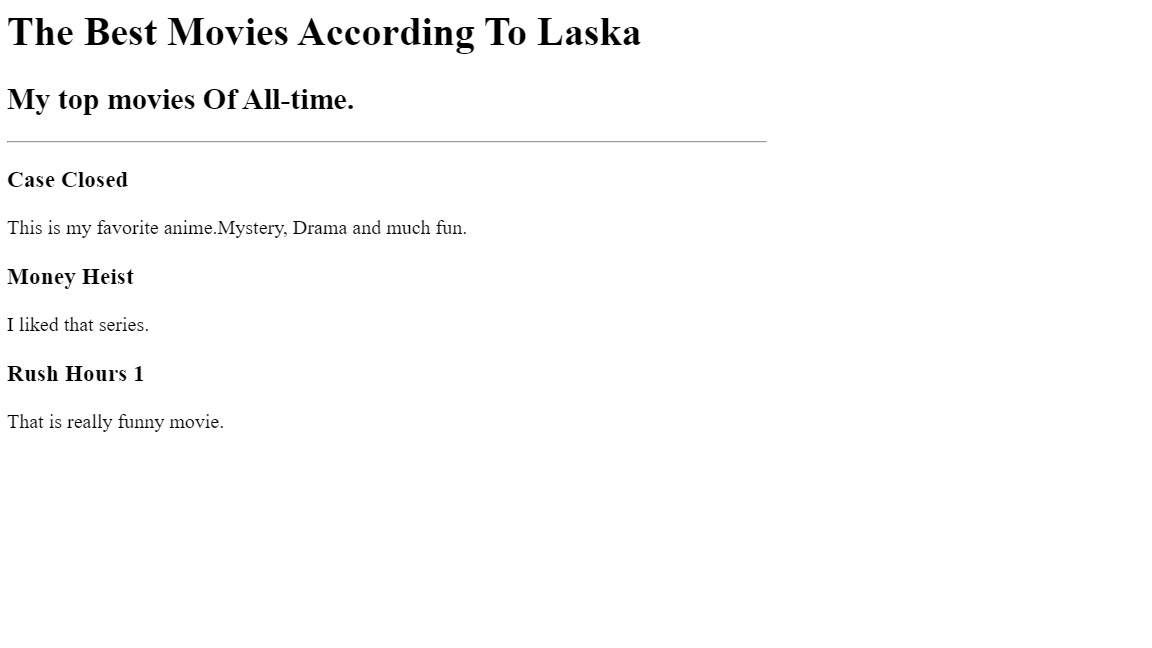 The Best Movies According To Laska
My top movies Of All-time.
Case Closed
This is my favorite anime.Mystery, Drama and much fun.
Money Heist
I liked that series.
Rush Hours 1
That is really funny movie.